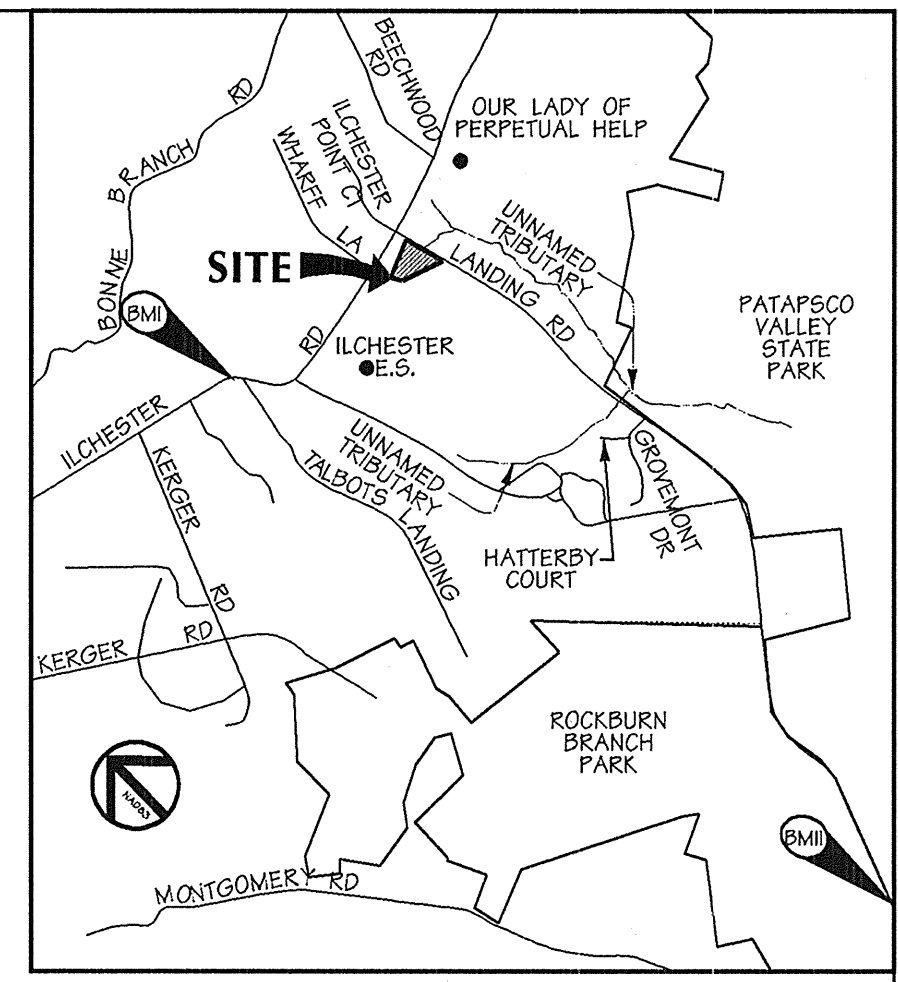 BEECHWOOD
RD
RD
BRANCH
BONNE
OUR LADY OF
PERPETUAL HELP
ILCHESTER
POINT CT
WHARFF
LA
UNNAMED
TRIBUTARY
SITE
LANDING RD
BM1
RD
ILCHESTER
E.S.
PATAPSCO
VALLEY
STATE
PARK
ILCHESTER
KERGER
RD
UNNAMED
TRIBUTARY
TALBOTS LANDING
GROVEMONT
DR
HATTERBY
COURT
KERGER RD
ROCKBURN
BRANCH
PARK
NAD83
BMII
MONTGOMERY RD